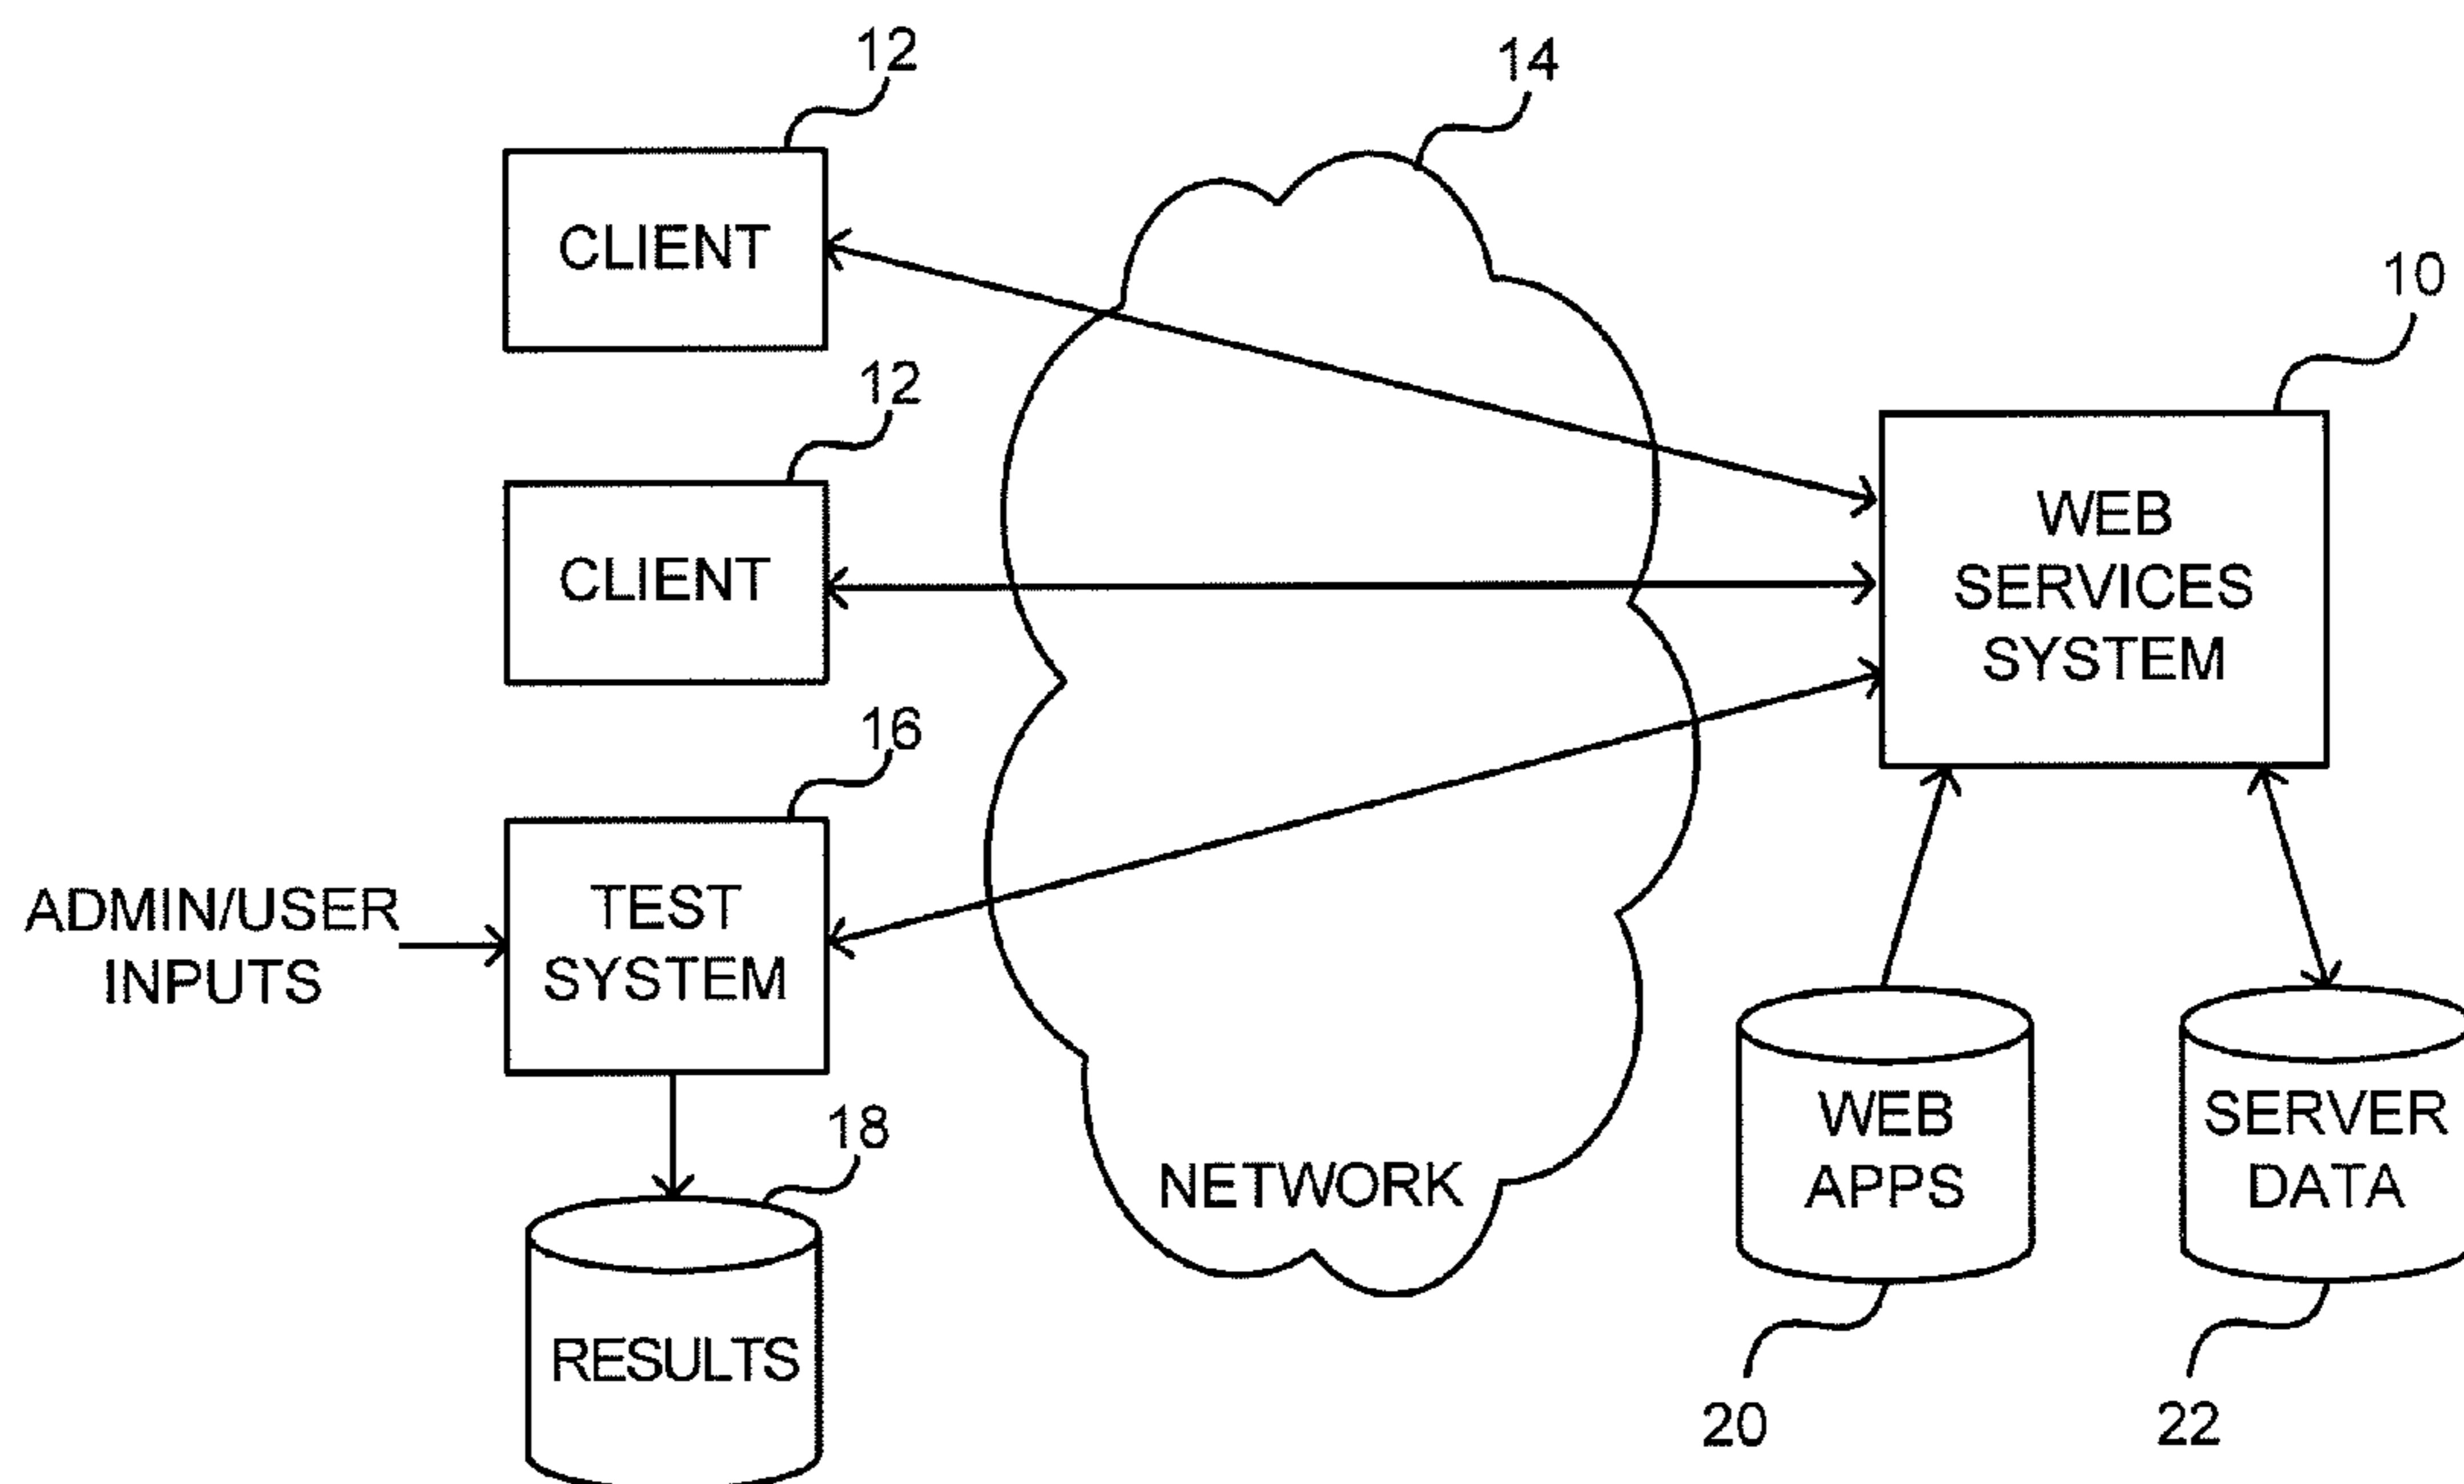 12
14
CLIENT
10
12
CLIENT
WEB
SERVICES
SYSTEM
16
ADMIN/USER
INPUTS
TEST
SYSTEM
18
NETWORK
WEB
APPS
SERVER
DATA
RESULTS
20
22